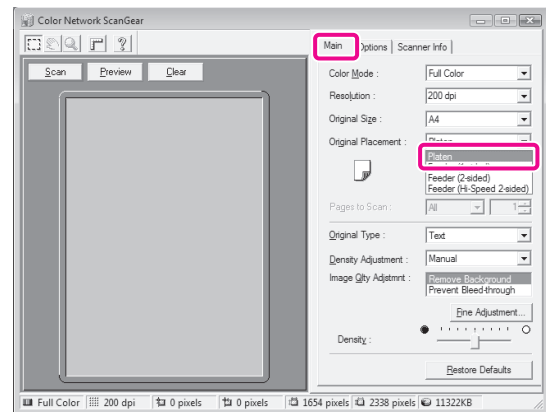 Color Network ScanGear
Main
Options
Scanner Info
Scan
Preview
Clear
Color Mode :
Full Color
Resolution :
200 dpi
Original Size :
A4
Original Placement :
Platen
Platen
Feeder (2-sided)
Feeder (Hi-Speed 2-sided)
Pages to Scan :
All
1
Original Type :
Text
Density Adjustment :
Manual
Image Qlty Adjstmnt :
Remove Background
Prevent Bleed-through
Fine Adjustment...
Density :
Restore Defaults
Full Color
200 dpi
0 pixels
0 pixels
1654 pixels
2338 pixels
11322KB